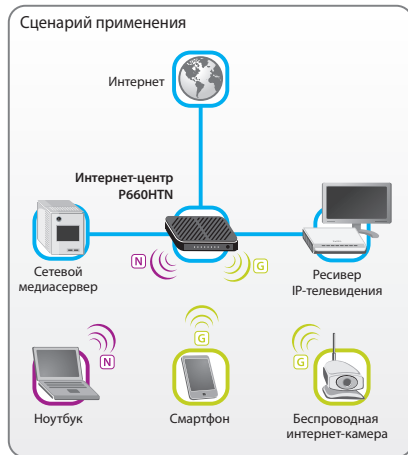 Сценарий применения
Интернет
Интернет-центр
P660HTN
N
G
Сетевой
медиасервер
Ресивер
IP-телевидения
N
G
G
Ноутбук
Смартфон
Беспроводная
интернет-камера